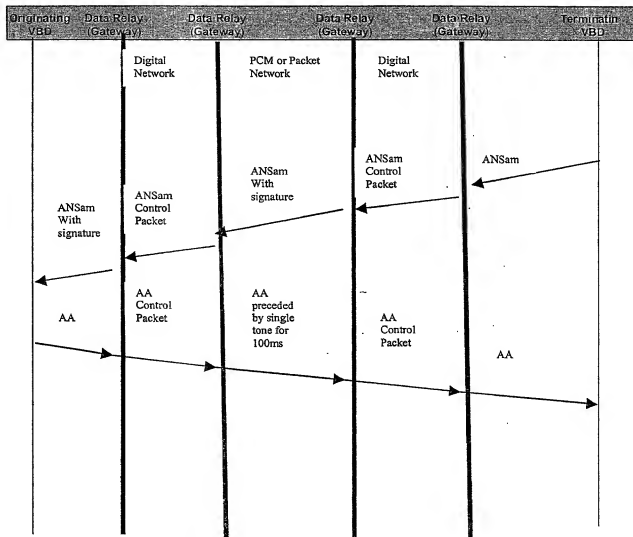 Originating Data Relay Data Relay Data Relay Data Relay Terminatin
VBD (Gateway) (Gateway) (Gateway) (Gateway) VBD
Digital
Network
PCM or Packet
Network
Digital
Network
ANSam
ANSam
Control
Packet
ANSam
With
signature
ANSam
Control
Packet
ANSam
With
signature
AA
AA
Control
Packet
AA
preceded
by single
tone for
100ms
AA
Control
Packet
AA